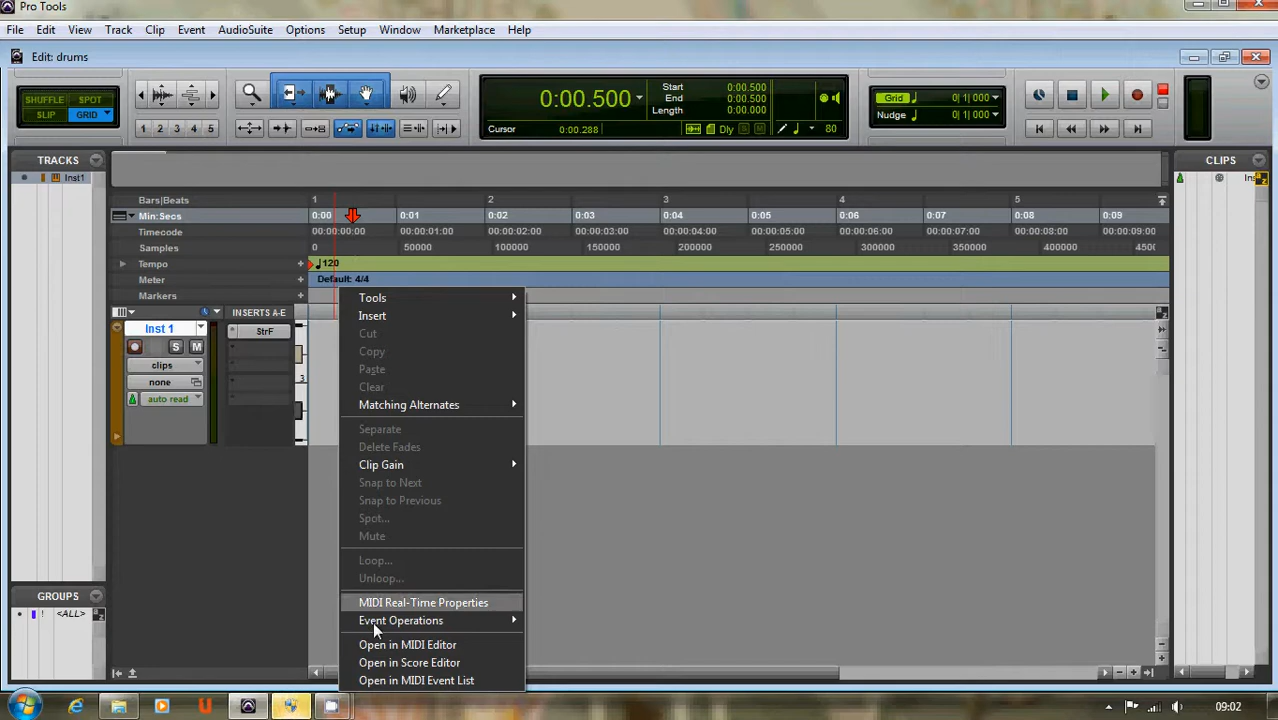 Pro Tools
File Edit View Track Clip Event AudioSuite Options Setup Window Marketplace Help
Edit: drums
SHUFFLE SPOT
SLIP GRID
1 2 3 4 5
0:00.500
Start 0:00.500
End 0:00.500
Length 0:00.000
Cursor 0:00.288
Dly
80
Grid 0| 1| 000
Nudge 0| 1| 000
TRACKS
Inst1
CLIPS
Ins
Bars|Beats 1 2 3 4 5
Min:Secs 0:00 0:01 0:02 0:03 0:04 0:05 0:06 0:07 0:08 0:09
Timecode 00:00:00:00 00:00:01:00 00:00:02:00 00:00:03:00 00:00:04:00 00:00:05:00 00:00:06:00 00:00:07:00 00:00:08:00 00:00:09:00
Samples 0 50000 100000 150000 200000 250000 300000 350000 4500
Tempo 120
Meter Default: 4/4
Markers
INSERTS A-E
Inst 1
StrF
S M
clips
none
auto read
3
Tools
Insert
Cut
Copy
Paste
Clear
Matching Alternates
Separate
Delete Fades
Clip Gain
Snap to Next
Snap to Previous
Spot...
Mute
Loop...
Unloop...
MIDI Real-Time Properties
Event Operations
Open in MIDI Editor
Open in Score Editor
Open in MIDI Event List
GROUPS
! <ALL>
09:02